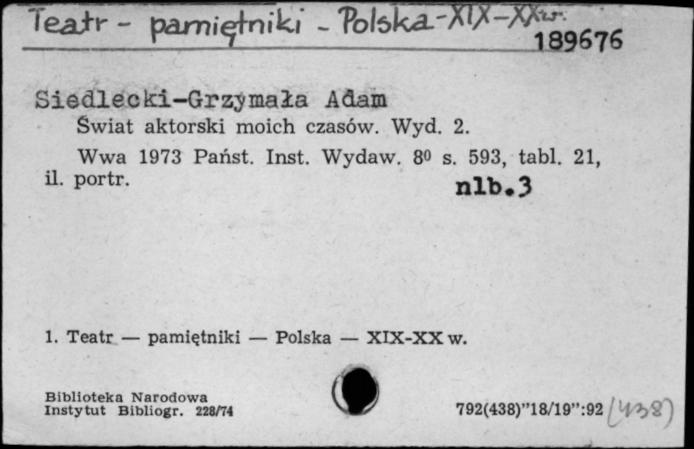 Teatr - pamiętniki - Polska-XIX-XXw.
189676
Siedlecki-Grzymała Adam
Świat aktorski moich czasów. Wyd. 2.
Wwa 1973 Państ. Inst. Wydaw. 8⁰ s. 593, tabl. 21,
il. portr.
nlb.3
1. Teatr — pamiętniki — Polska — XIX-XX w.
Biblioteka Narodowa
Instytut Bibliogr. 228/74
792(438)"18/19":92 (438)